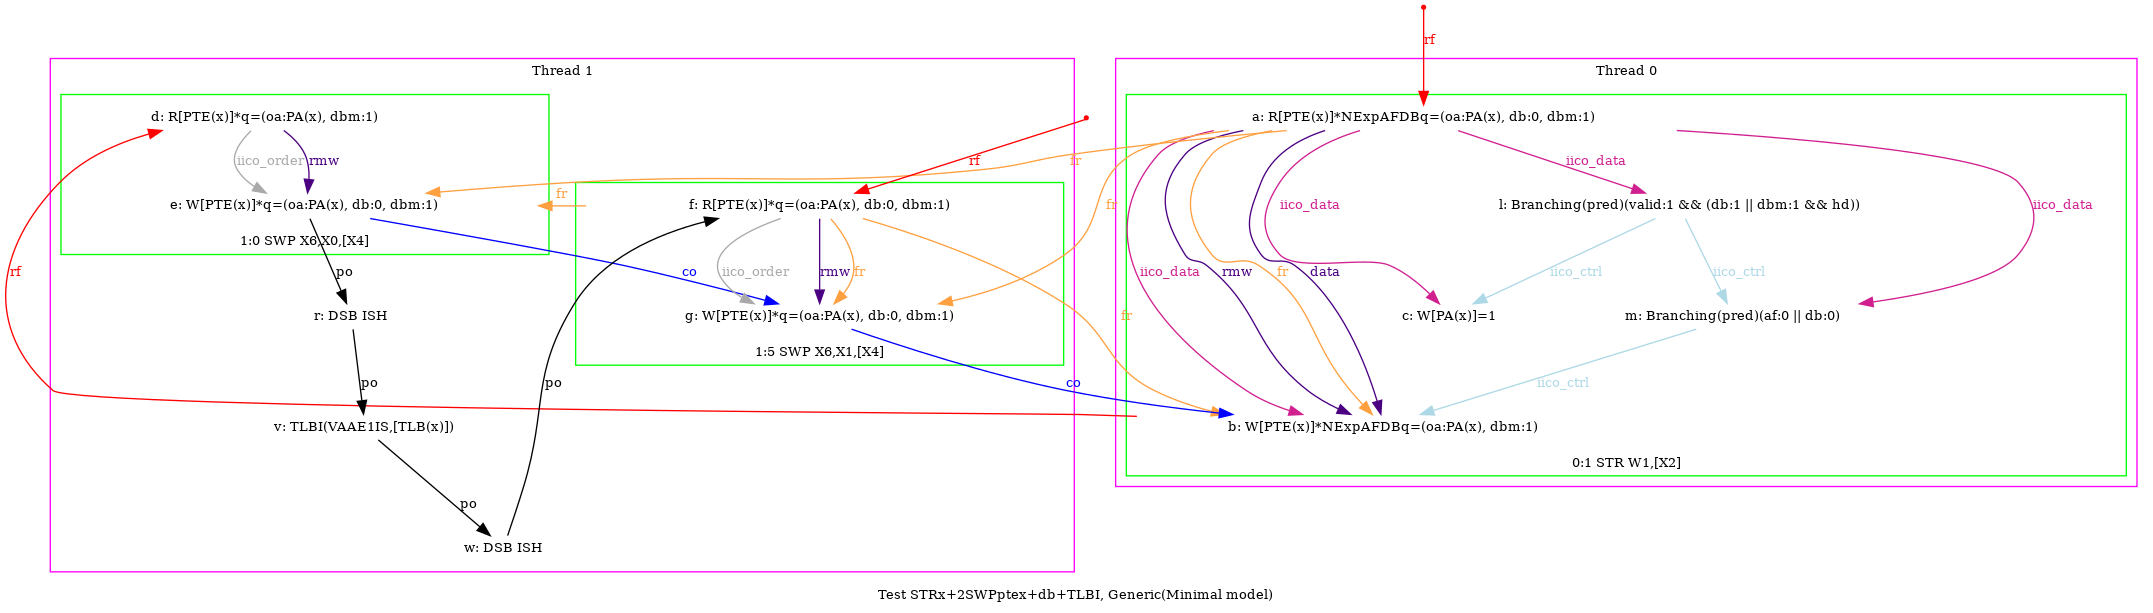 rf
Thread 1
Thread 0
d: R[PTE(x)]*q=(oa:PA(x), dbm:1)
a: R[PTE(x)]*NExpAFDBq=(oa:PA(x), db:0, dbm:1)
iico_order
rmw
rf
fr
iico_data
fr
e: W[PTE(x)]*q=(oa:PA(x), db:0, dbm:1)
f: R[PTE(x)]*q=(oa:PA(x), db:0, dbm:1)
fr
iico_data
l: Branching(pred)(valid:1 && (db:1 || dbm:1 && hd))
iico_data
1:0 SWP X6,X0,[X4]
rf
po
co
iico_order
rmw
fr
iico_data
rmw
fr
data
iico_ctrl
iico_ctrl
r: DSB ISH
g: W[PTE(x)]*q=(oa:PA(x), db:0, dbm:1)
fr
c: W[PA(x)]=1
m: Branching(pred)(af:0 || db:0)
1:5 SWP X6,X1,[X4]
po
po
co
iico_ctrl
v: TLBI(VAAE1IS,[TLB(x)])
b: W[PTE(x)]*NExpAFDBq=(oa:PA(x), dbm:1)
0:1 STR W1,[X2]
po
w: DSB ISH
Test STRx+2SWPptex+db+TLBI, Generic(Minimal model)